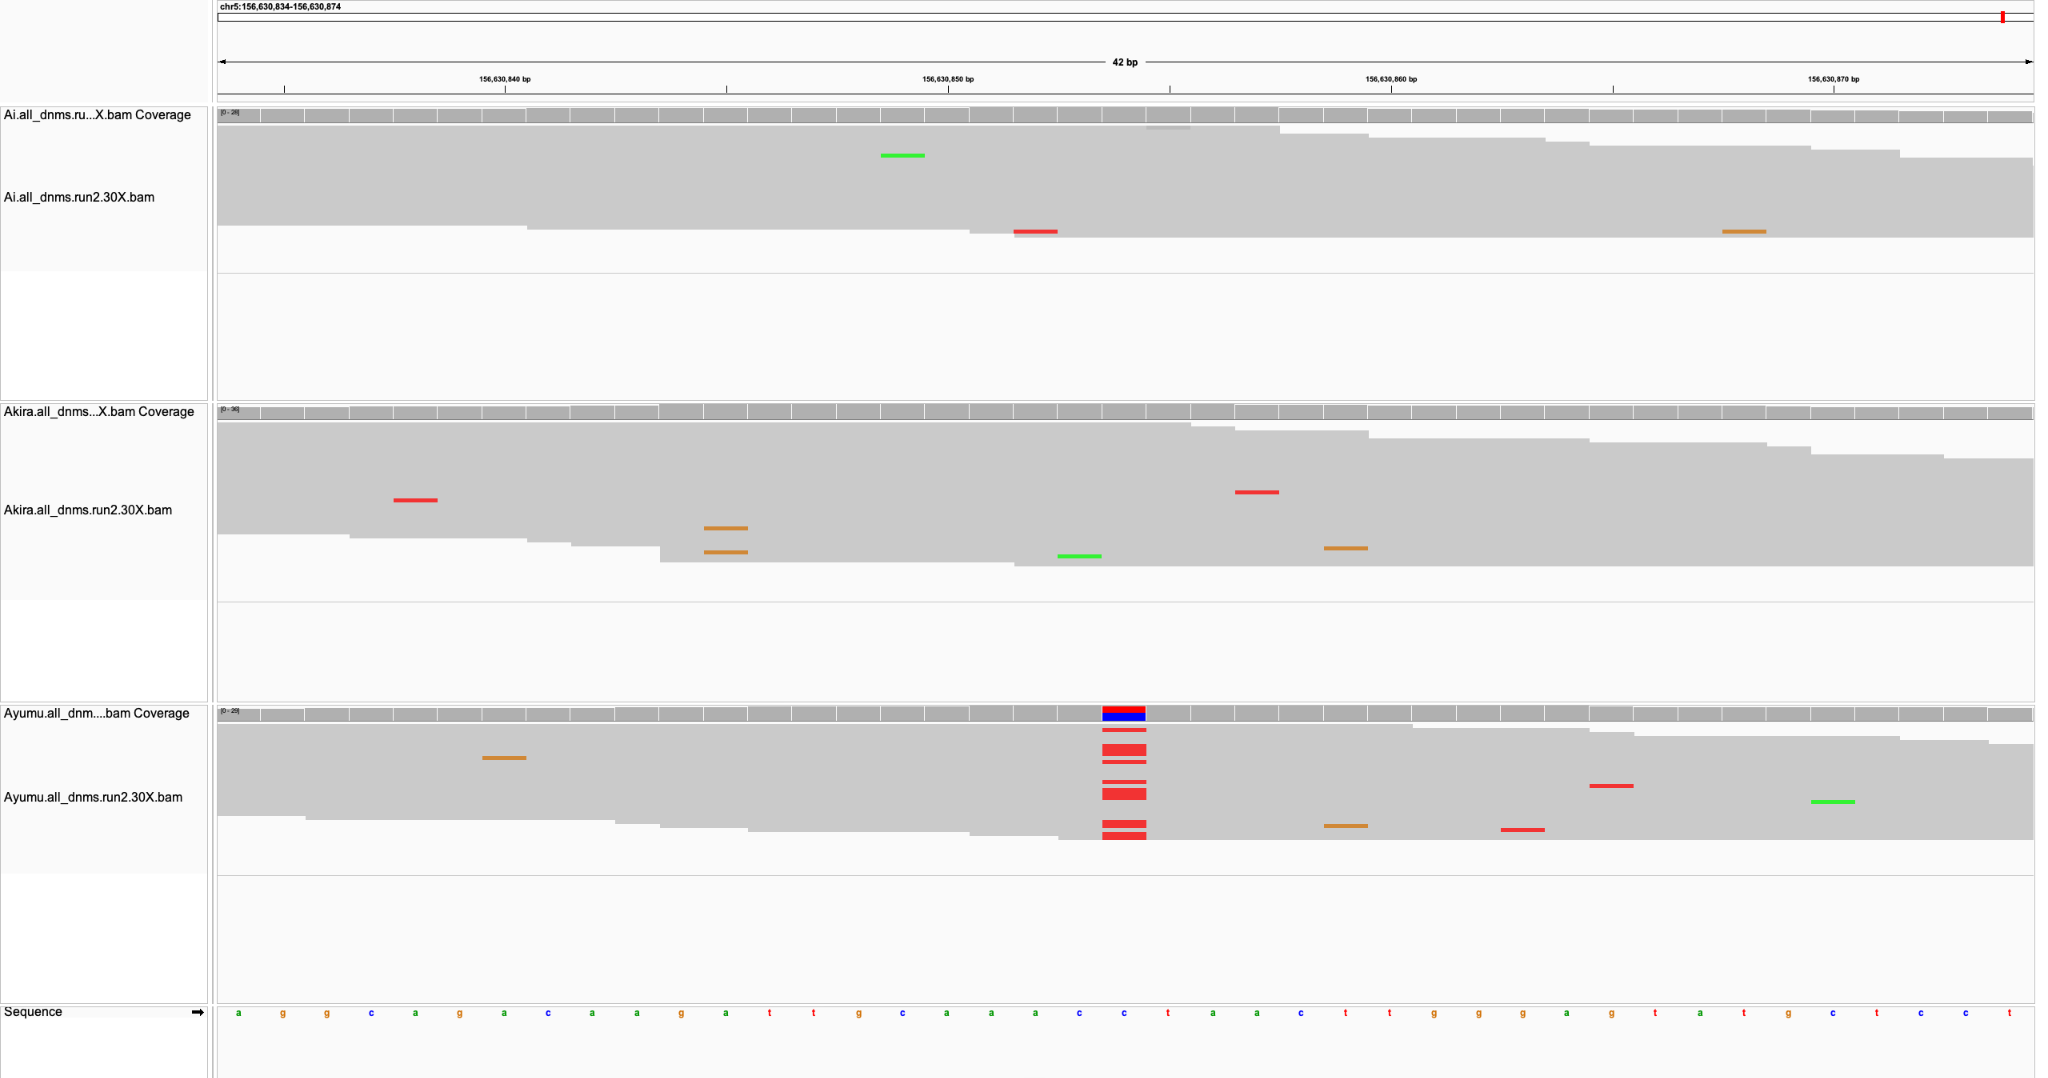 chr5:156,630,834-156,630,874
42 bp
156,630,840 bp 156,630,850 bp 156,630,860 bp 156,630,870 bp
Ai.all_dnms.ru...X.bam Coverage
[0 - 28]
Ai.all_dnms.run2.30X.bam
Akira.all_dnms...X.bam Coverage
[0 - 36]
Akira.all_dnms.run2.30X.bam
Ayumu.all_dnm....bam Coverage
[0 - 29]
Ayumu.all_dnms.run2.30X.bam
Sequence
a g g c a g a c a a g a t t g c a a a c c t a a c t t g g g a g t a t g c t c c t